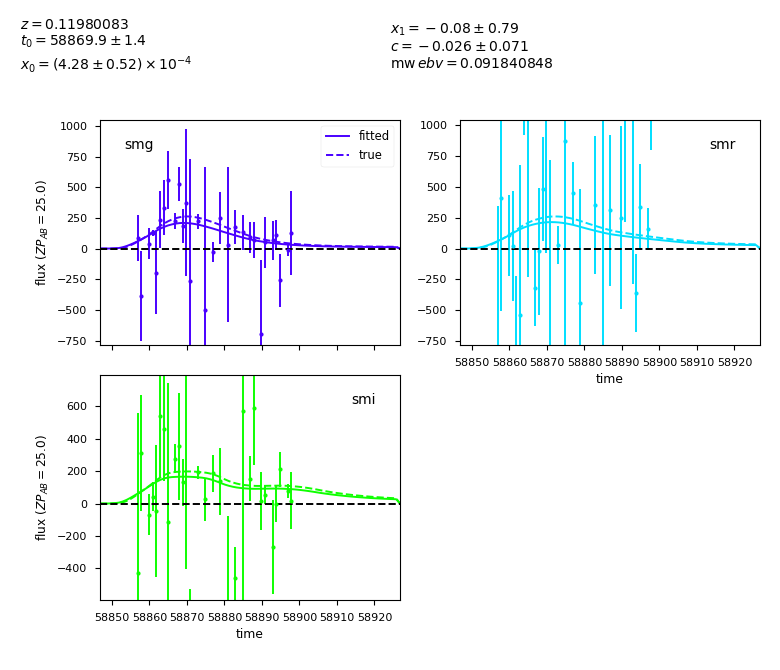 z = 0.11980083
t₀ = 58869.9 ± 1.4
x₀ = (4.28 ± 0.52) × 10⁻⁴
x₁ = −0.08 ± 0.79
c = −0.026 ± 0.071
mw ebv = 0.091840848
smg
fitted
true
1000
750
500
250
0
−250
−500
−750
flux (ZP_AB = 25.0)
smr
1000
750
500
250
0
−250
−500
−750
58850 58860 58870 58880 58890 58900 58910 58920
time
smi
600
400
200
0
−200
−400
flux (ZP_AB = 25.0)
58850 58860 58870 58880 58890 58900 58910 58920
time